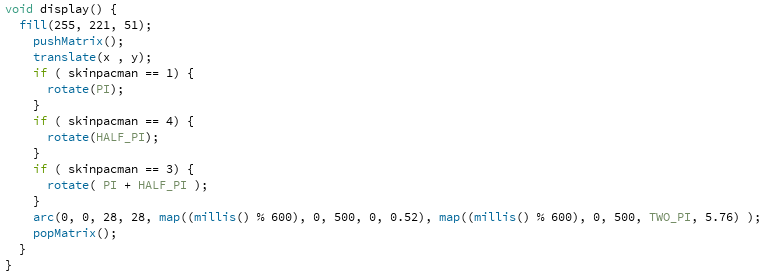 void display() {
  fill(255, 221, 51);
    pushMatrix();
    translate(x , y);
    if ( skinpacman == 1) {
      rotate(PI);
    }
    if ( skinpacman == 4) {
      rotate(HALF_PI);
    }
    if ( skinpacman == 3) {
      rotate( PI + HALF_PI );
    }
    arc(0, 0, 28, 28, map((millis() % 600), 0, 500, 0, 0.52), map((millis() % 600), 0, 500, TWO_PI, 5.76) );
    popMatrix();
  }
}